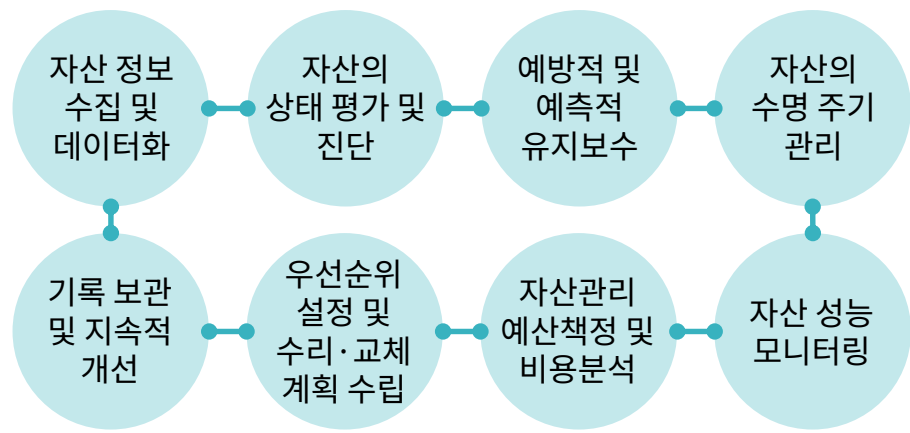 자산 정보
수집 및
데이터화
자산의
상태 평가 및
진단
예방적 및
예측적
유지보수
자산의
수명 주기
관리
기록 보관
및 지속적
개선
우선순위
설정 및
수리·교체
계획 수립
자산관리
예산책정 및
비용분석
자산 성능
모니터링